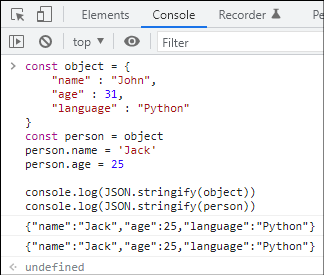 Elements Console Recorder
top Filter
const object = {
"name" : "John",
"age" : 31,
"language" : "Python"
}
const person = object
person.name = 'Jack'
person.age = 25
console.log(JSON.stringify(object))
console.log(JSON.stringify(person))
{"name":"Jack","age":25,"language":"Python"}
{"name":"Jack","age":25,"language":"Python"}
undefined